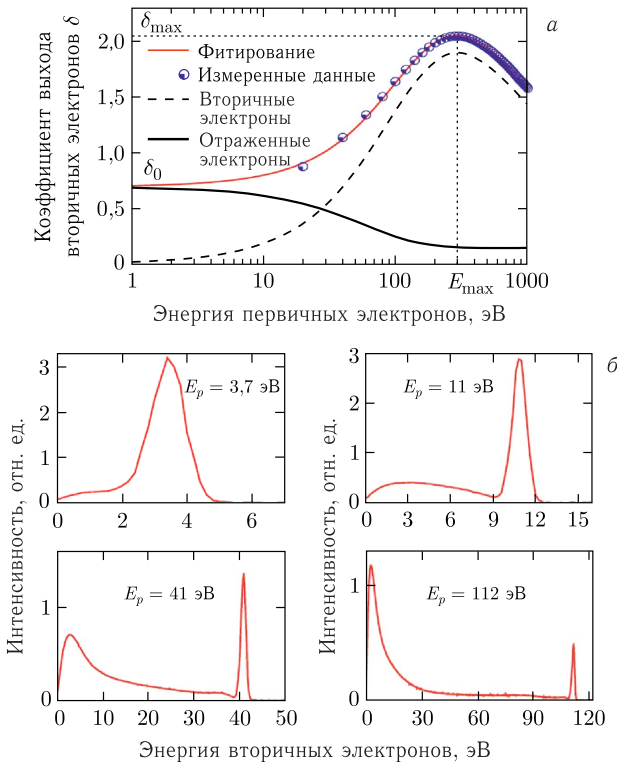 а
δmax
2,0
Фитирование
Измеренные данные
Вторичные
электроны
Отраженные
электроны
1,5
1,0
δ0
0,5
0
Коэффициент выхода
вторичных электронов δ
1 10 100 Emax 1000
Энергия первичных электронов, эВ
б
3
2
1
0
Ep = 3,7 эВ
0 2 4 6
3
2
1
0
Ep = 11 эВ
0 3 6 9 12 15
Интенсивность, отн. ед.
Интенсивность, отн. ед.
1
0
Ep = 41 эВ
0 10 20 30 40 50
1
0
Ep = 112 эВ
0 30 60 90 120
Энергия вторичных электронов, эВ